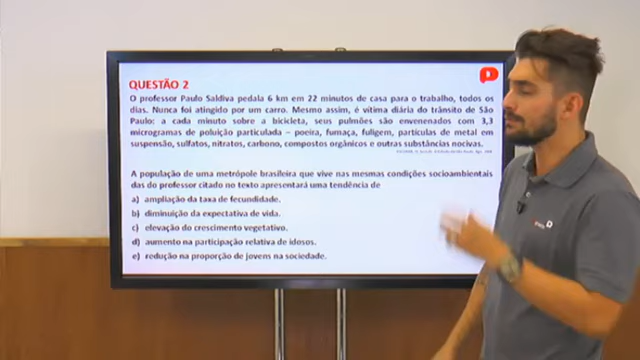 QUESTÃO 2
O professor Paulo Saldiva pedala 6 km em 22 minutos de casa para o trabalho, todos os
dias. Nunca foi atingido por um carro. Mesmo assim, é vítima diária do trânsito de São
Paulo: a cada minuto sobre a bicicleta, seus pulmões são envenenados com 3,3
microgramas de poluição particulada – poeira, fumaça, fuligem, partículas de metal em
suspensão, sulfatos, nitratos, carbono, compostos orgânicos e outras substâncias nocivas.
A população de uma metrópole brasileira que vive nas mesmas condições socioambientais
das do professor citado no texto apresentará uma tendência de
a) ampliação da taxa de fecundidade.
b) diminuição da expectativa de vida.
c) elevação do crescimento vegetativo.
d) aumento na participação relativa de idosos.
e) redução na proporção de jovens na sociedade.